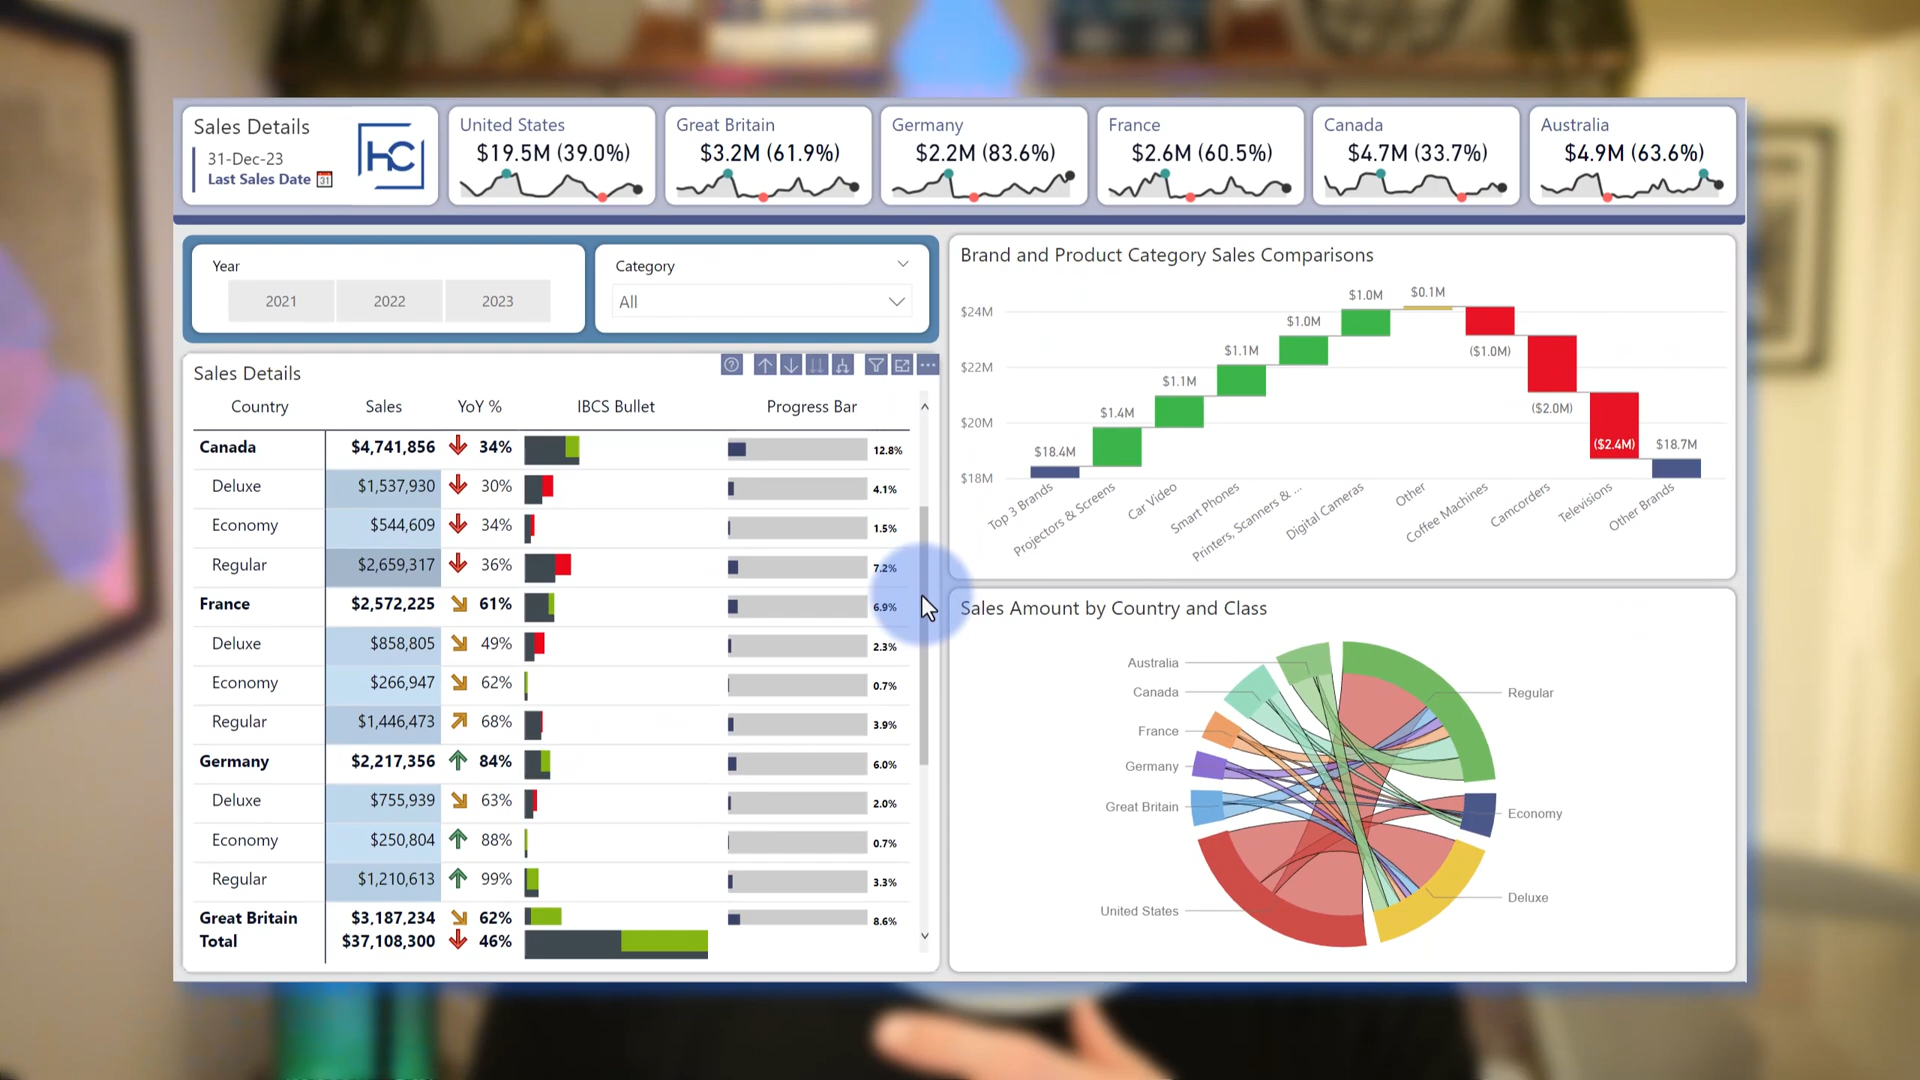 Sales Details
31-Dec-23
Last Sales Date 31
hC
United States
$19.5M (39.0%)
Great Britain
$3.2M (61.9%)
Germany
$2.2M (83.6%)
France
$2.6M (60.5%)
Canada
$4.7M (33.7%)
Australia
$4.9M (63.6%)
Year
2021 2022 2023
Category
All
Sales Details
Country Sales YoY % IBCS Bullet Progress Bar
Canada $4,741,856 34% 12.8%
Deluxe $1,537,930 30% 4.1%
Economy $544,609 34% 1.5%
Regular $2,659,317 36% 7.2%
France $2,572,225 61% 6.9%
Deluxe $858,805 49% 2.3%
Economy $266,947 62% 0.7%
Regular $1,446,473 68% 3.9%
Germany $2,217,356 84% 6.0%
Deluxe $755,939 63% 2.0%
Economy $250,804 88% 0.7%
Regular $1,210,613 99% 3.3%
Great Britain $3,187,234 62% 8.6%
Total $37,108,300 46%
Brand and Product Category Sales Comparisons
$24M
$22M
$20M
$18M
$18.4M
$1.4M
$1.1M
$1.1M
$1.0M
$1.0M
$0.1M
($1.0M)
($2.0M)
($2.4M)
$18.7M
Top 3 Brands
Projectors & Screens
Car Video
Smart Phones
Printers, Scanners & ...
Digital Cameras
Other
Coffee Machines
Camcorders
Televisions
Other Brands
Sales Amount by Country and Class
Australia
Canada
France
Germany
Great Britain
United States
Regular
Economy
Deluxe